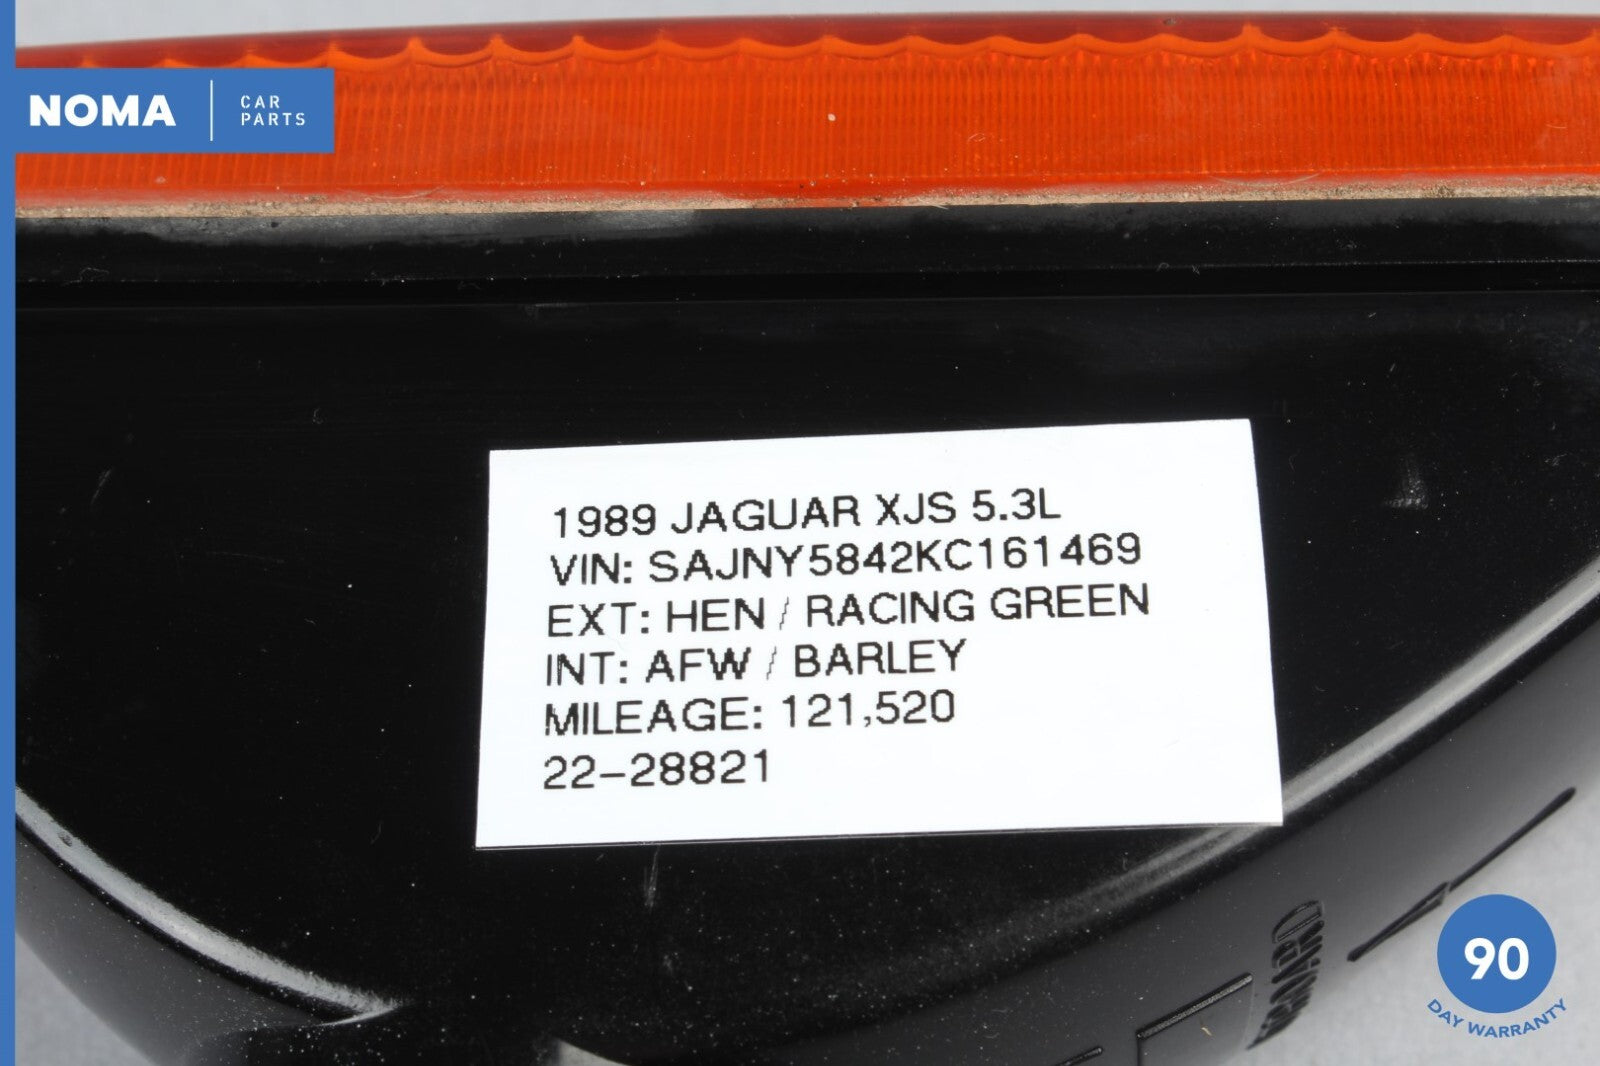 NOMA
CAR
PARTS
1989 JAGUAR XJS 5.3L
VIN: SAJNY5842KC161469
EXT: HEN / RACING GREEN
INT: AFW / BARLEY
MILEAGE: 121,520
22-28821
90
DAY WARRANTY